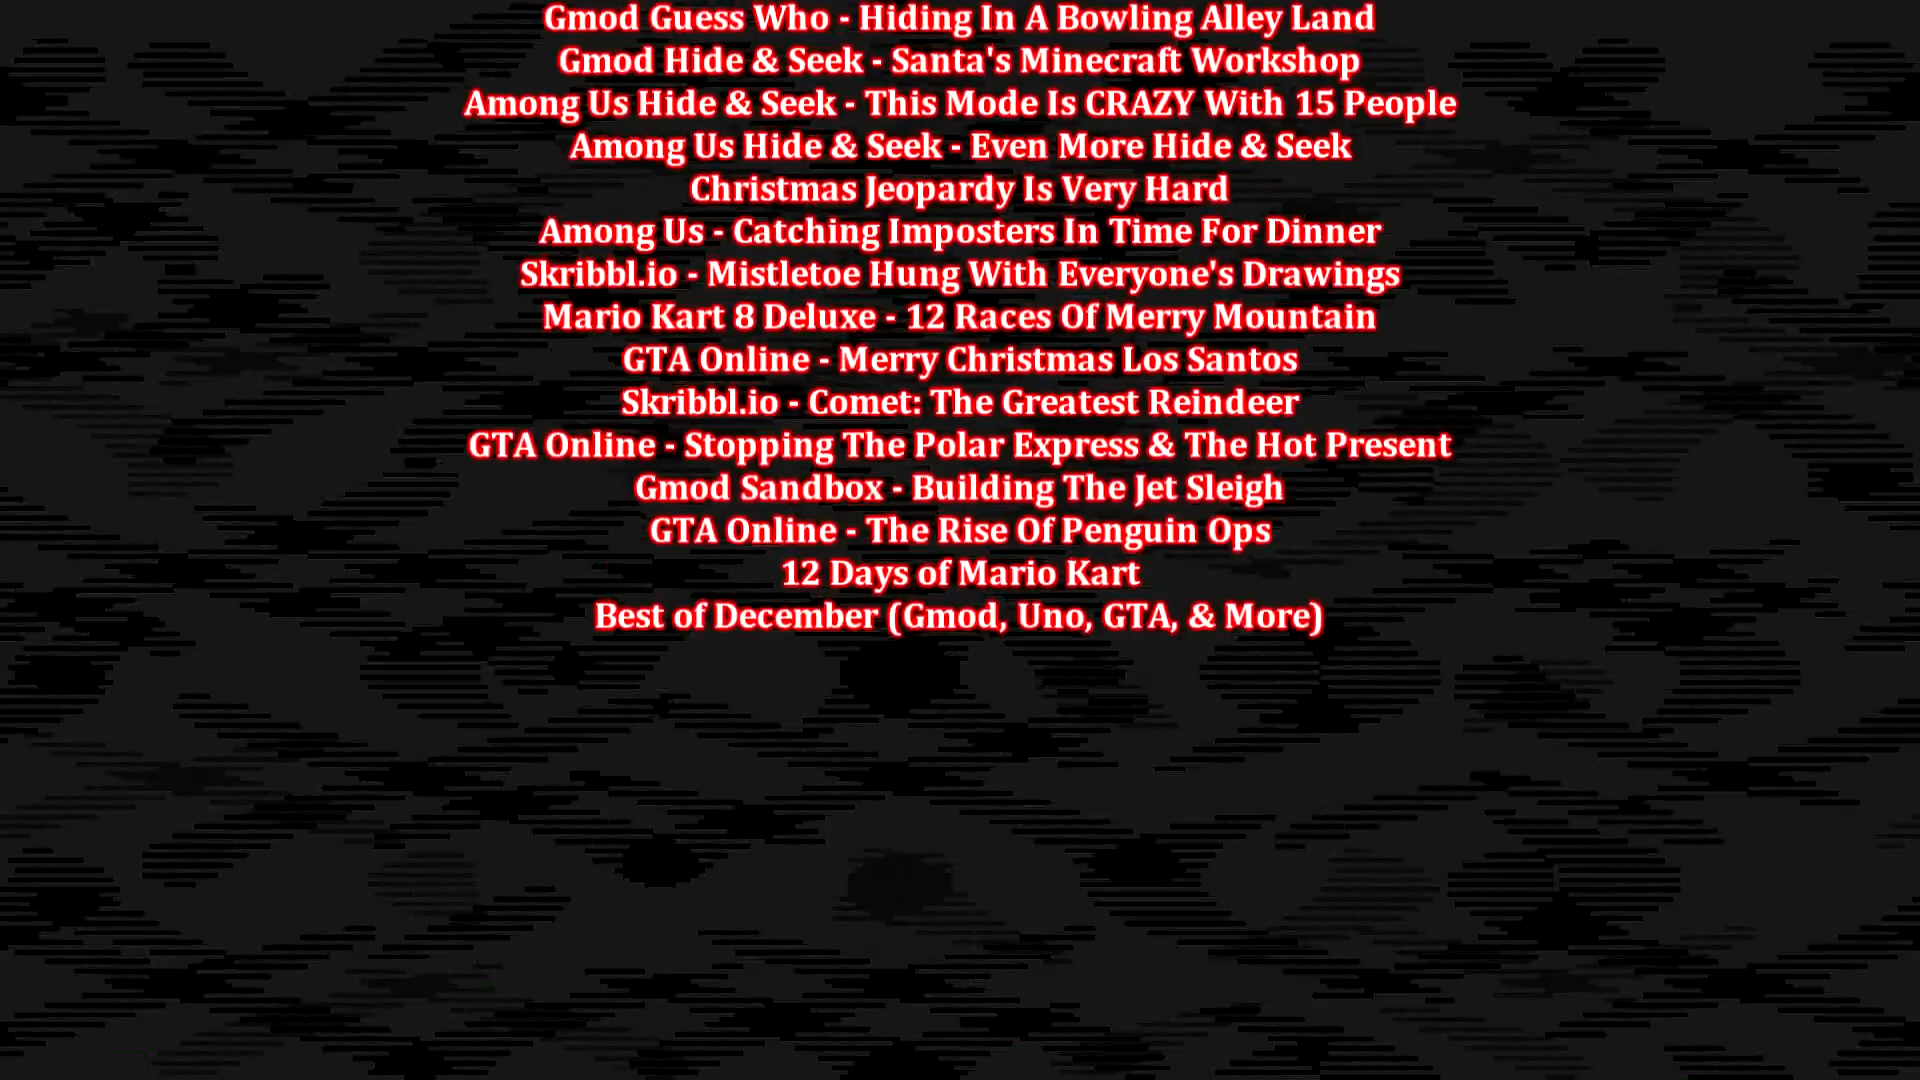 Gmod Guess Who - Hiding In A Bowling Alley Land
Gmod Hide & Seek - Santa's Minecraft Workshop
Among Us Hide & Seek - This Mode Is CRAZY With 15 People
Among Us Hide & Seek - Even More Hide & Seek
Christmas Jeopardy Is Very Hard
Among Us - Catching Imposters In Time For Dinner
Skribbl.io - Mistletoe Hung With Everyone's Drawings
Mario Kart 8 Deluxe - 12 Races Of Merry Mountain
GTA Online - Merry Christmas Los Santos
Skribbl.io - Comet: The Greatest Reindeer
GTA Online - Stopping The Polar Express & The Hot Present
Gmod Sandbox - Building The Jet Sleigh
GTA Online - The Rise Of Penguin Ops
12 Days of Mario Kart
Best of December (Gmod, Uno, GTA, & More)